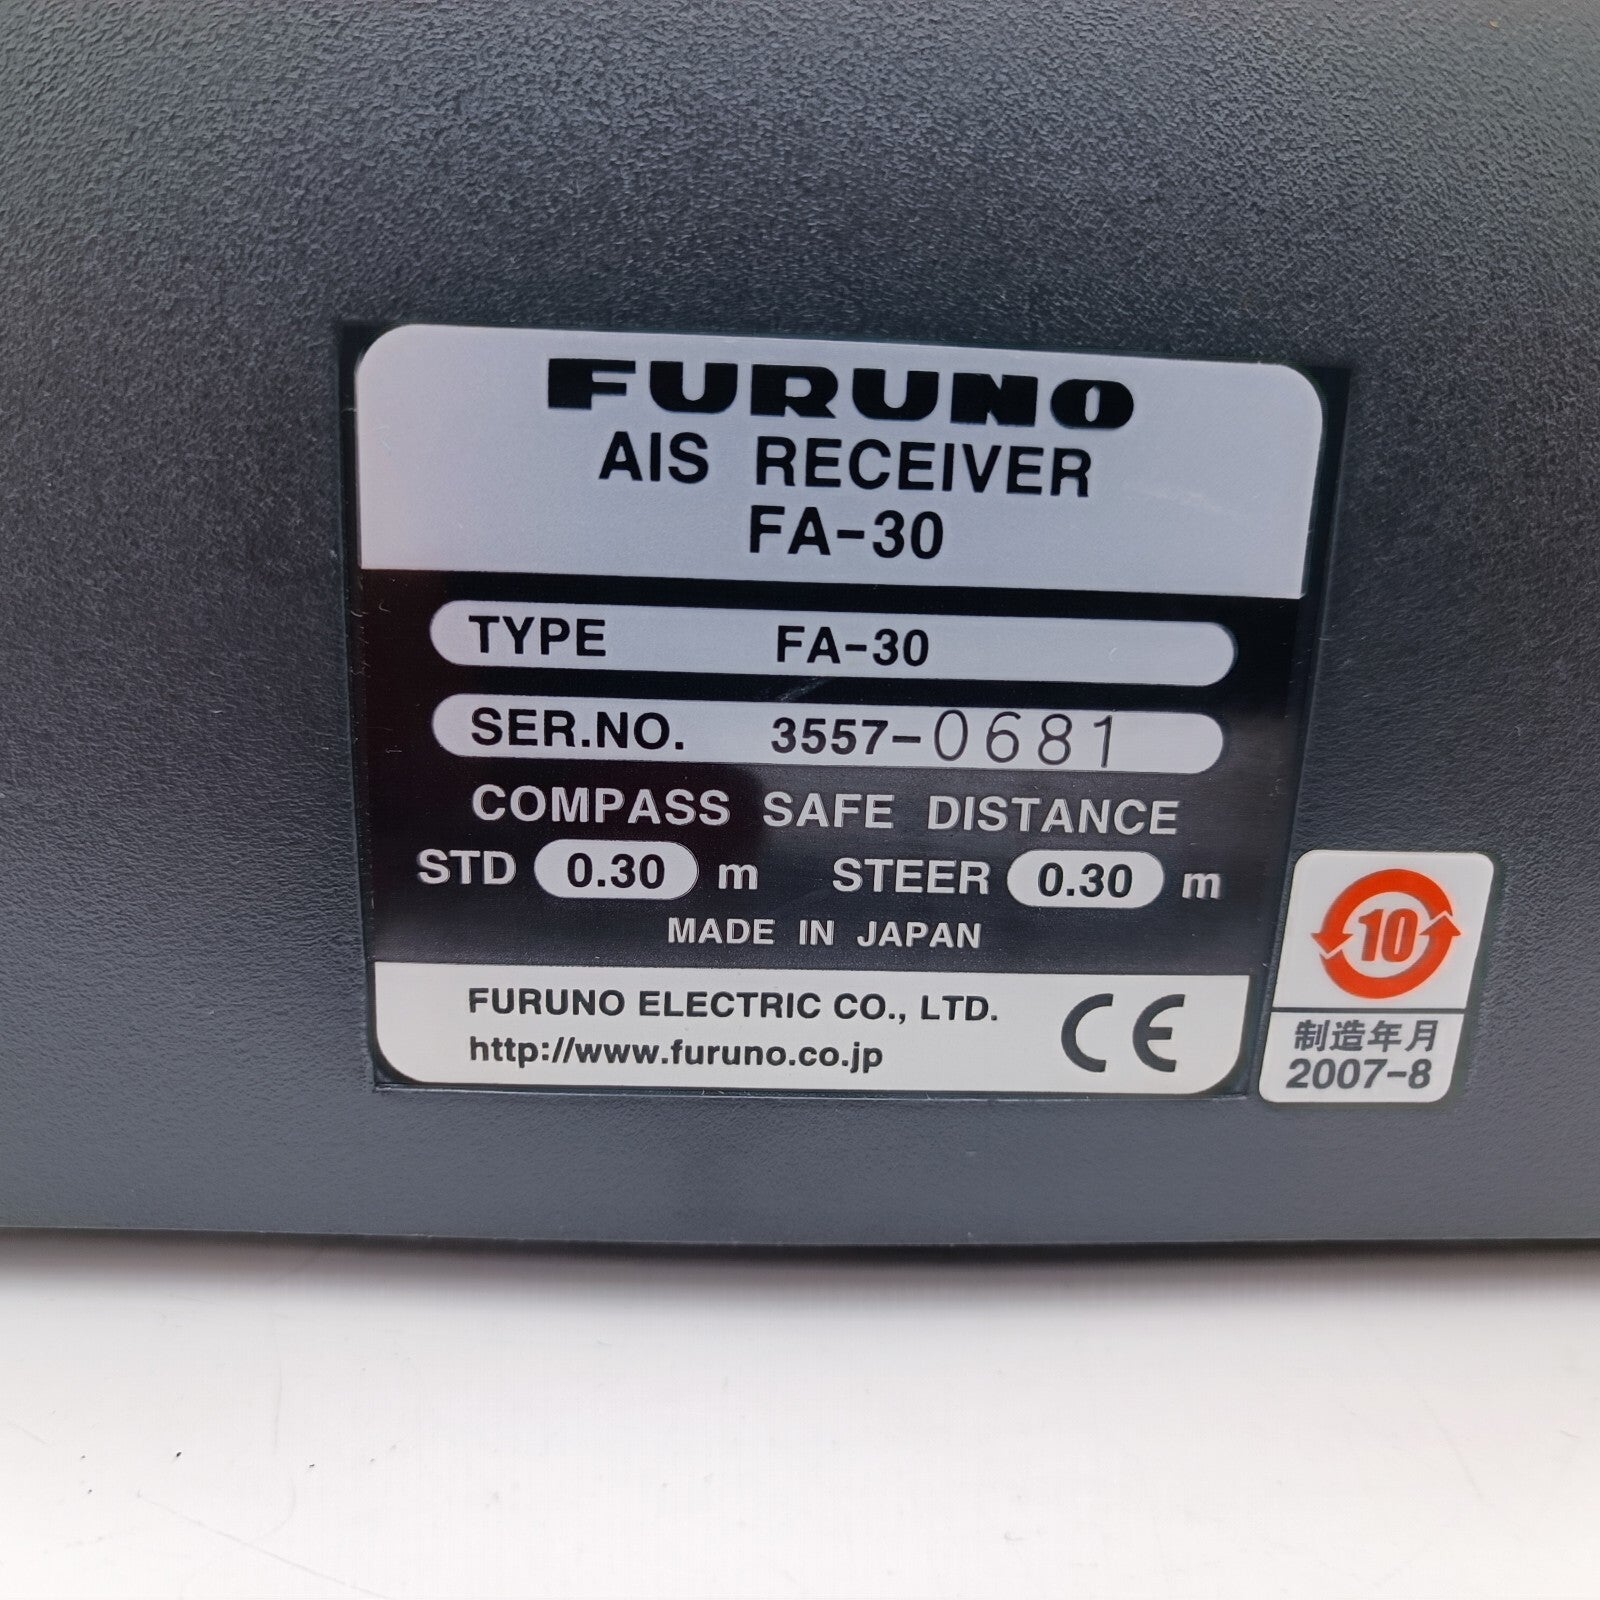 FURUNO
AIS RECEIVER
FA-30
TYPE FA-30
SER.NO. 3557-0681
COMPASS SAFE DISTANCE
STD 0.30 m STEER 0.30 m
MADE IN JAPAN
FURUNO ELECTRIC CO., LTD.
http://www.furuno.co.jp
CE
10
制造年月
2007-8